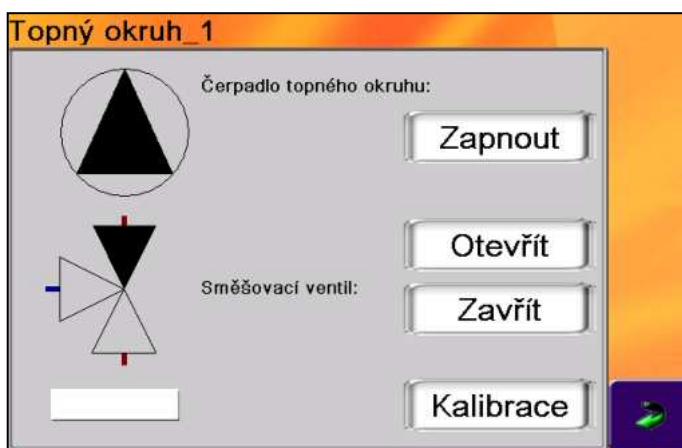 Topný okruh_1
Čerpadlo topného okruhu:
Zapnout
Otevřít
Směšovací ventil:
Zavřít
Kalibrace